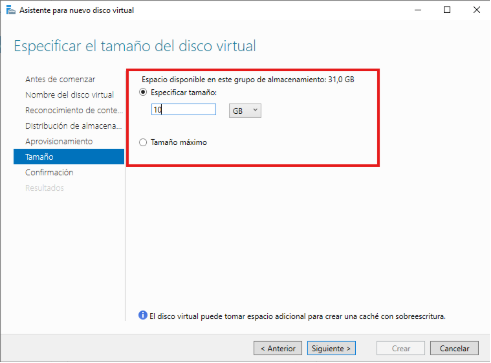 Asistente para nuevo disco virtual
Especificar el tamaño del disco virtual
Antes de comenzar
Nombre del disco virtual
Reconocimiento de conte...
Distribución de almacena...
Aprovisionamiento
Tamaño
Confirmación
Resultados
Espacio disponible en este grupo de almacenamiento: 31,0 GB
Especificar tamaño:
10 GB
Tamaño máximo
El disco virtual puede tomar espacio adicional para crear una caché con sobreescritura.
< Anterior Siguiente > Crear Cancelar